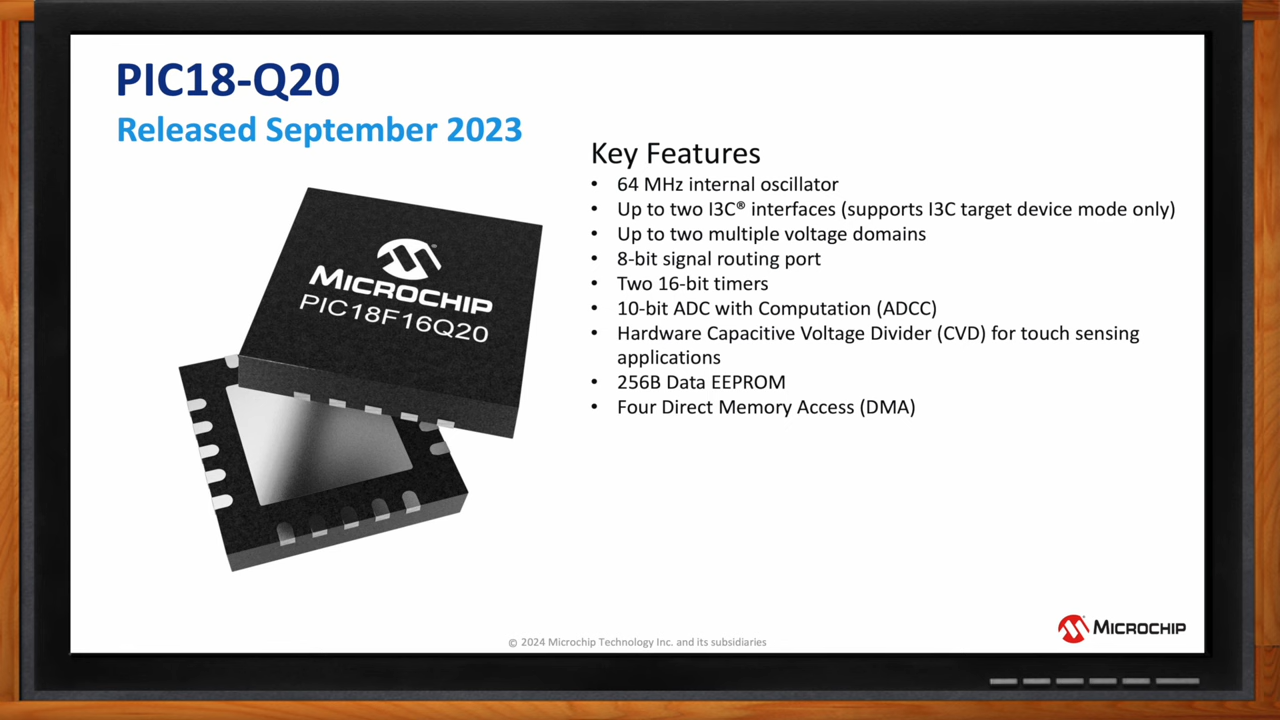 PIC18-Q20
Released September 2023
Key Features
• 64 MHz internal oscillator
• Up to two I3C® interfaces (supports I3C target device mode only)
• Up to two multiple voltage domains
• 8-bit signal routing port
• Two 16-bit timers
• 10-bit ADC with Computation (ADCC)
• Hardware Capacitive Voltage Divider (CVD) for touch sensing
applications
• 256B Data EEPROM
• Four Direct Memory Access (DMA)
MICROCHIP
PIC18F16Q20
© 2024 Microchip Technology Inc. and its subsidiaries
MICROCHIP